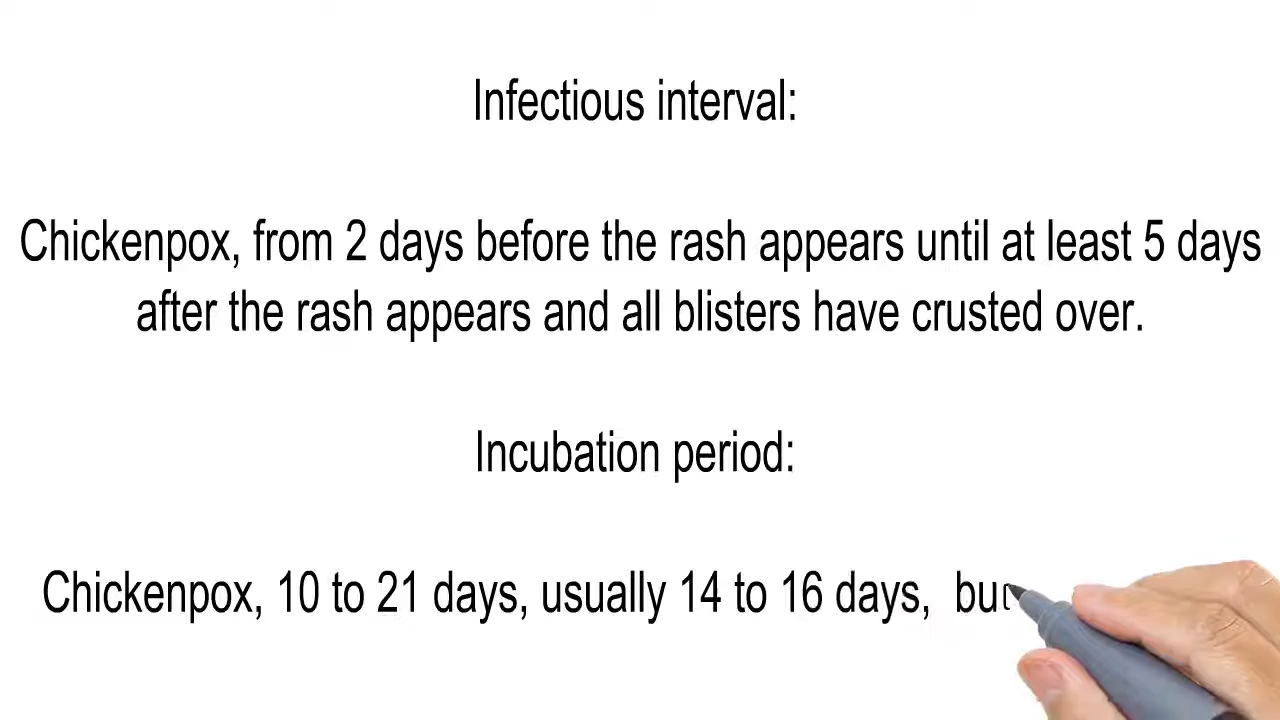 Infectious interval:
Chickenpox, from 2 days before the rash appears until at least 5 days
after the rash appears and all blisters have crusted over.
Incubation period:
Chickenpox, 10 to 21 days, usually 14 to 16 days,  bu